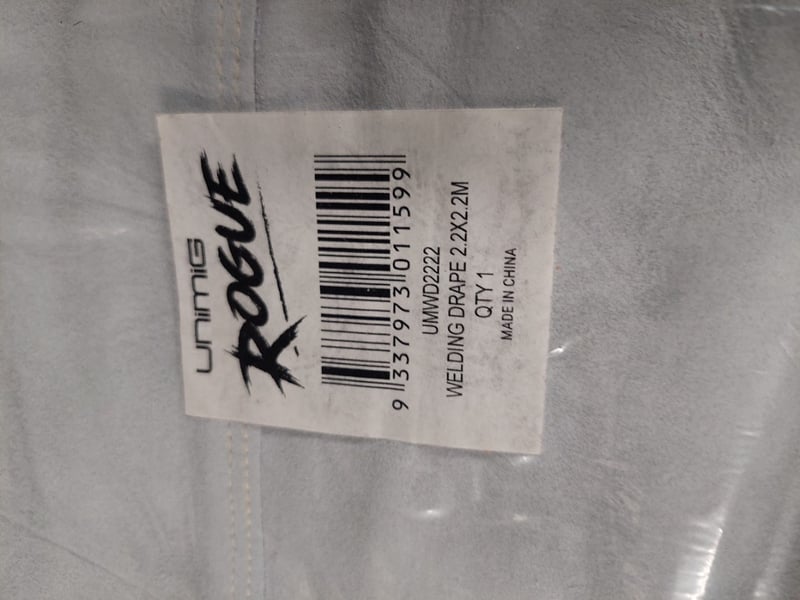 UNIMIG
ROGUE
9 337973 011599
UMWD2222
WELDING DRAPE 2.2X2.2M
QTY 1
MADE IN CHINA